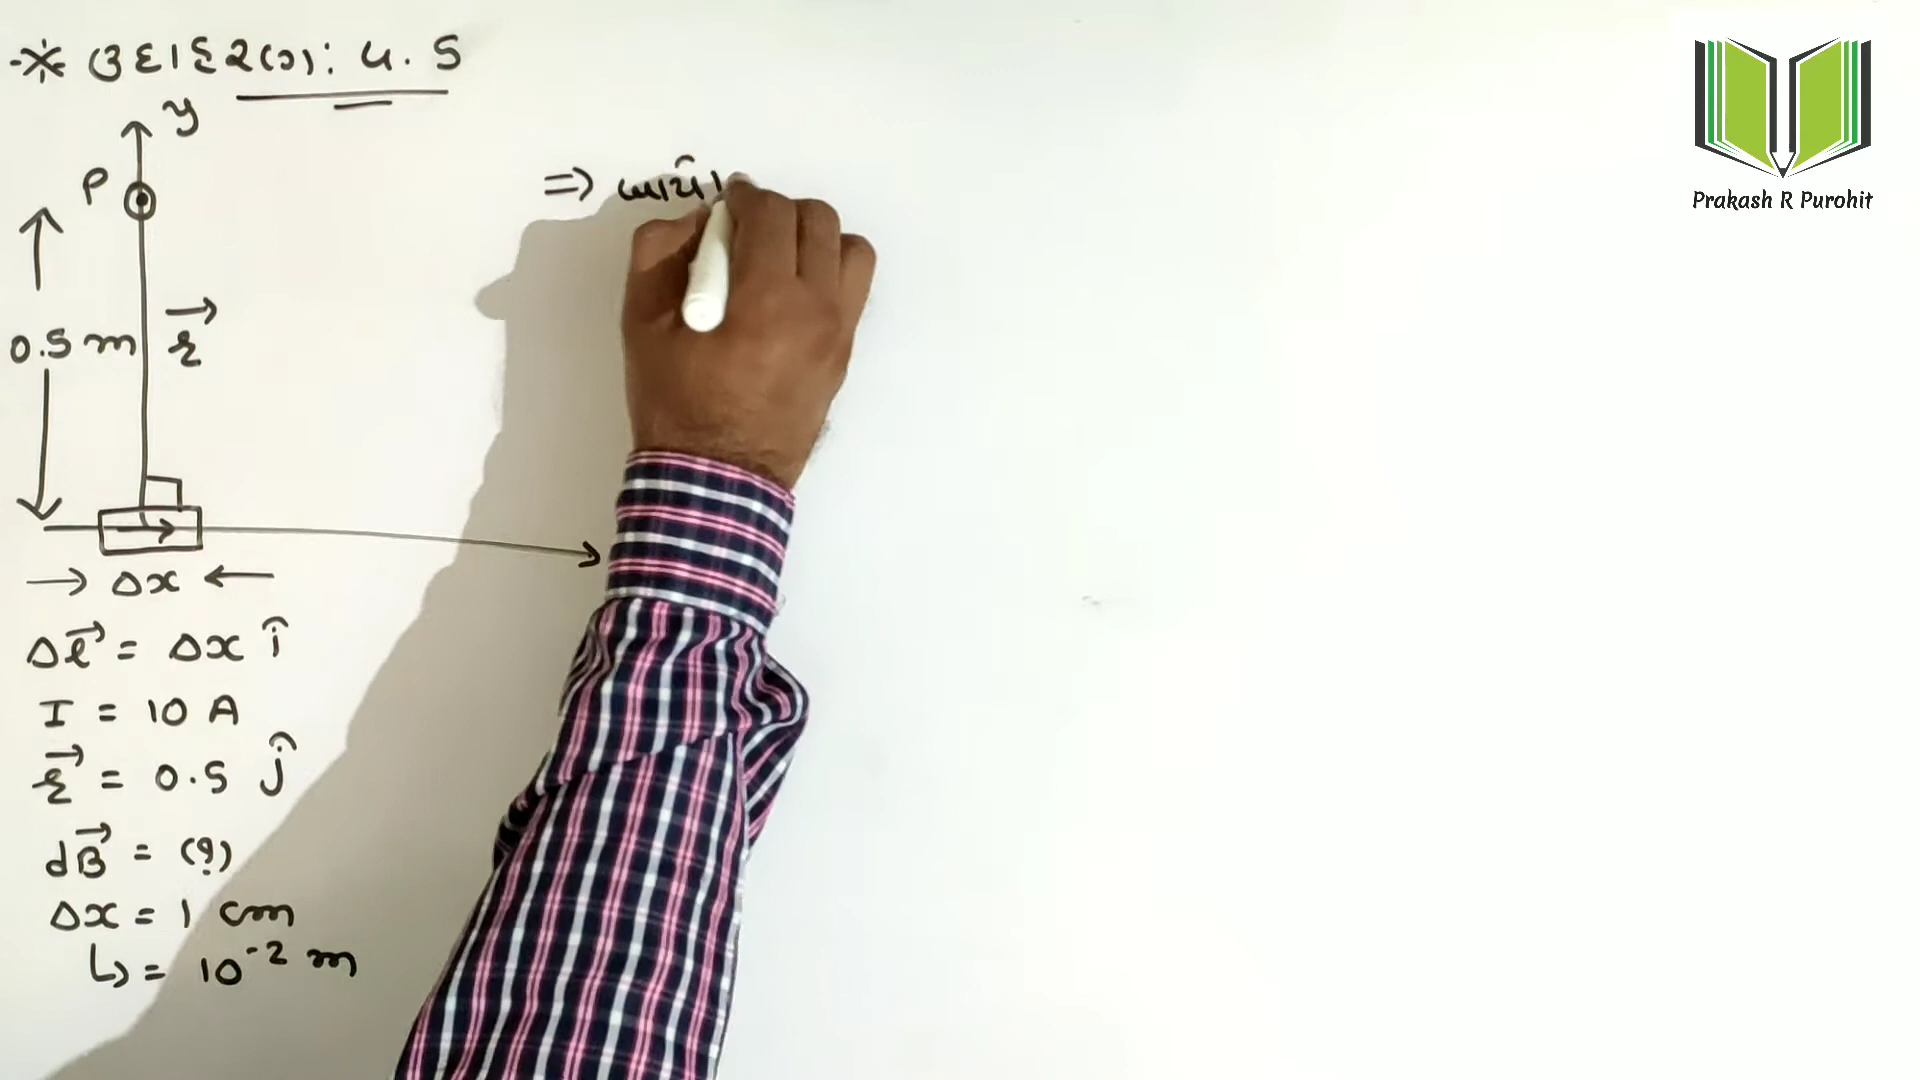 * ઉદાહરણ: 4.5
y
P
0.5 m
r⃗
→ Δx ←
Δl⃗ = Δx î
I = 10 A
r⃗ = 0.5 ĵ
dB⃗ = (?)
Δx = 1 cm
↳ = 10⁻² m
⇒
Prakash R Purohit